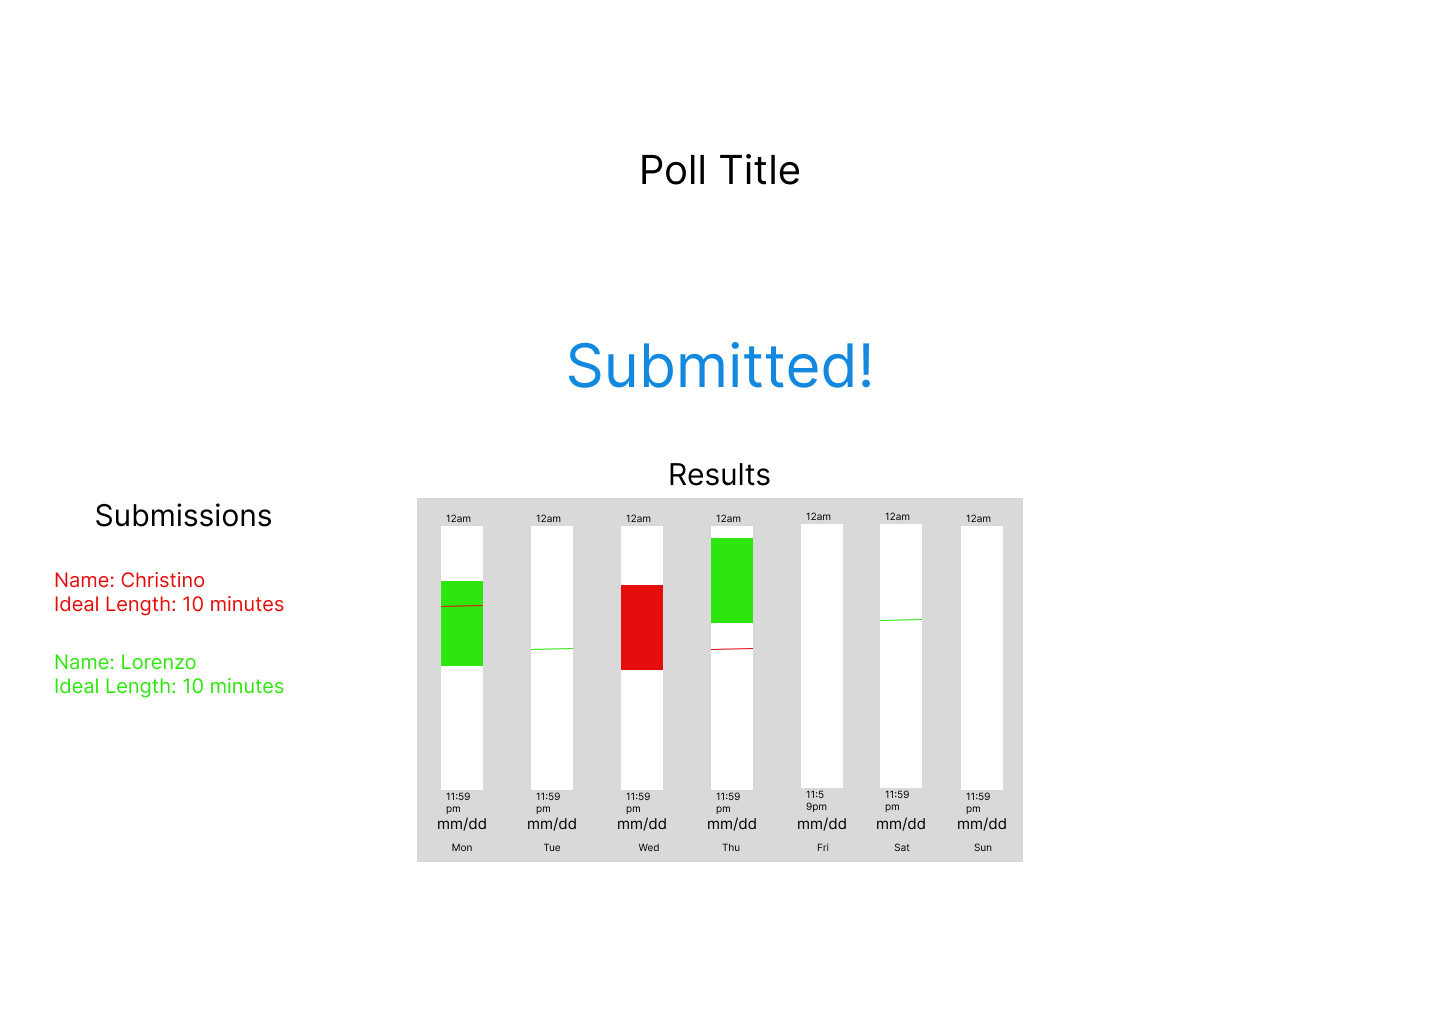 Poll Title
Submitted!
Results
Submissions
Name: Christino
Ideal Length: 10 minutes
Name: Lorenzo
Ideal Length: 10 minutes
12am
12am
12am
12am
12am
12am
12am
11:59
pm
11:59
pm
11:59
pm
11:59
pm
11:5
9pm
11:59
pm
11:59
pm
mm/dd
mm/dd
mm/dd
mm/dd
mm/dd
mm/dd
mm/dd
Mon
Tue
Wed
Thu
Fri
Sat
Sun